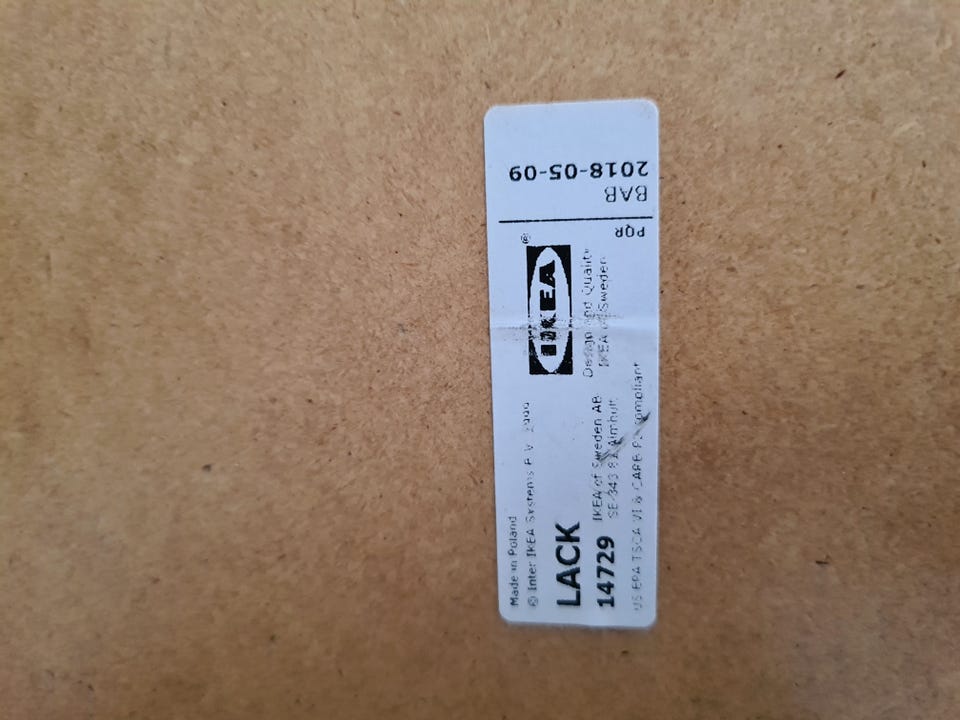 Made in Poland
© Inter IKEA Systems B.V.
LACK
14729
IKEA of Sweden AB
SE-343 81 Älmhult
US EPA TSCA VI & CARB P2 compliant
IKEA®
Design and Quality
IKEA of Sweden
PQR
BAB
2018-05-09